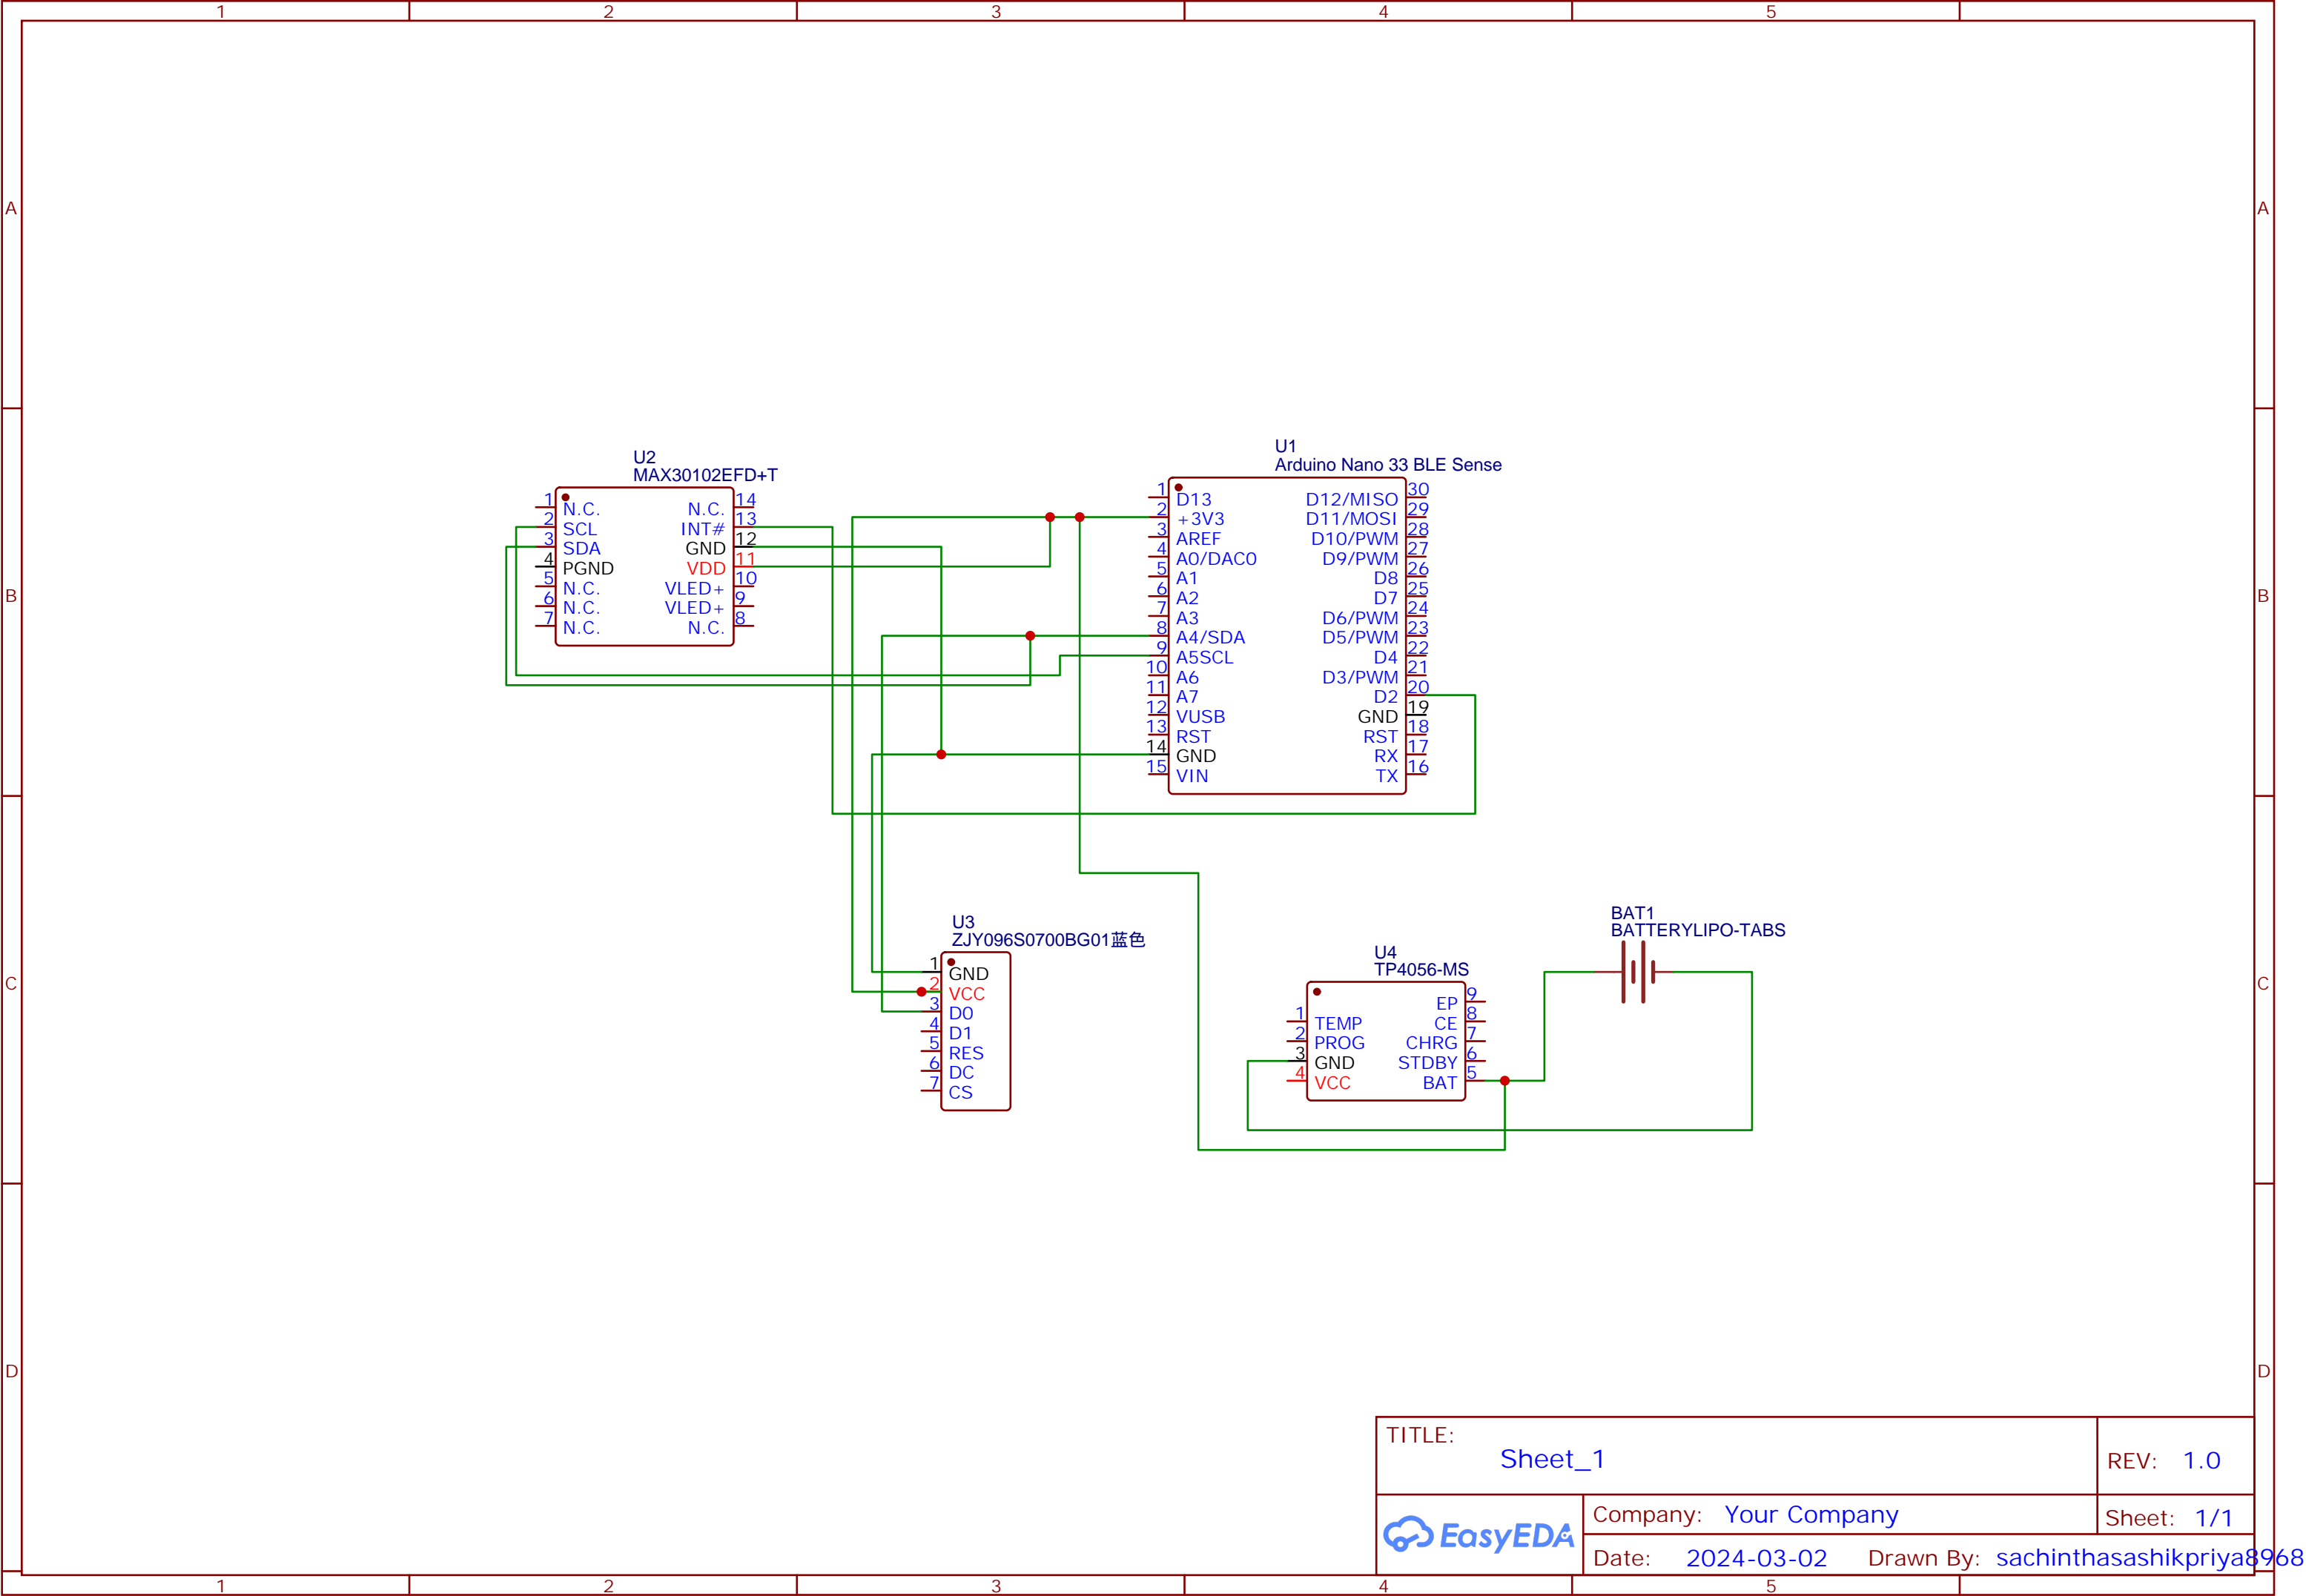 1 2 3 4 5
A A
B B
C C
D D
U2
MAX30102EFD+T
1 N.C. N.C. 14
2 SCL INT# 13
3 SDA GND 12
4 PGND VDD 11
5 N.C. VLED+ 10
6 N.C. VLED+ 9
7 N.C. N.C. 8
U1
Arduino Nano 33 BLE Sense
1 D13 D12/MISO 30
2 +3V3 D11/MOSI 29
3 AREF D10/PWM 28
4 A0/DAC0 D9/PWM 27
5 A1 D8 26
6 A2 D7 25
7 A3 D6/PWM 24
8 A4/SDA D5/PWM 23
9 A5SCL D4 22
10 A6 D3/PWM 21
11 A7 D2 20
12 VUSB GND 19
13 RST RST 18
14 GND RX 17
15 VIN TX 16
U3
ZJY096S0700BG01蓝色
1 GND
2 VCC
3 D0
4 D1
5 RES
6 DC
7 CS
U4
TP4056-MS
EP 9
1 TEMP CE 8
2 PROG CHRG 7
3 GND STDBY 6
4 VCC BAT 5
BAT1
BATTERYLIPO-TABS
TITLE:
Sheet_1
REV: 1.0
EasyEDA
Company: Your Company
Sheet: 1/1
Date: 2024-03-02 Drawn By: sachinthasashikpriya8968
1 2 3 4 5